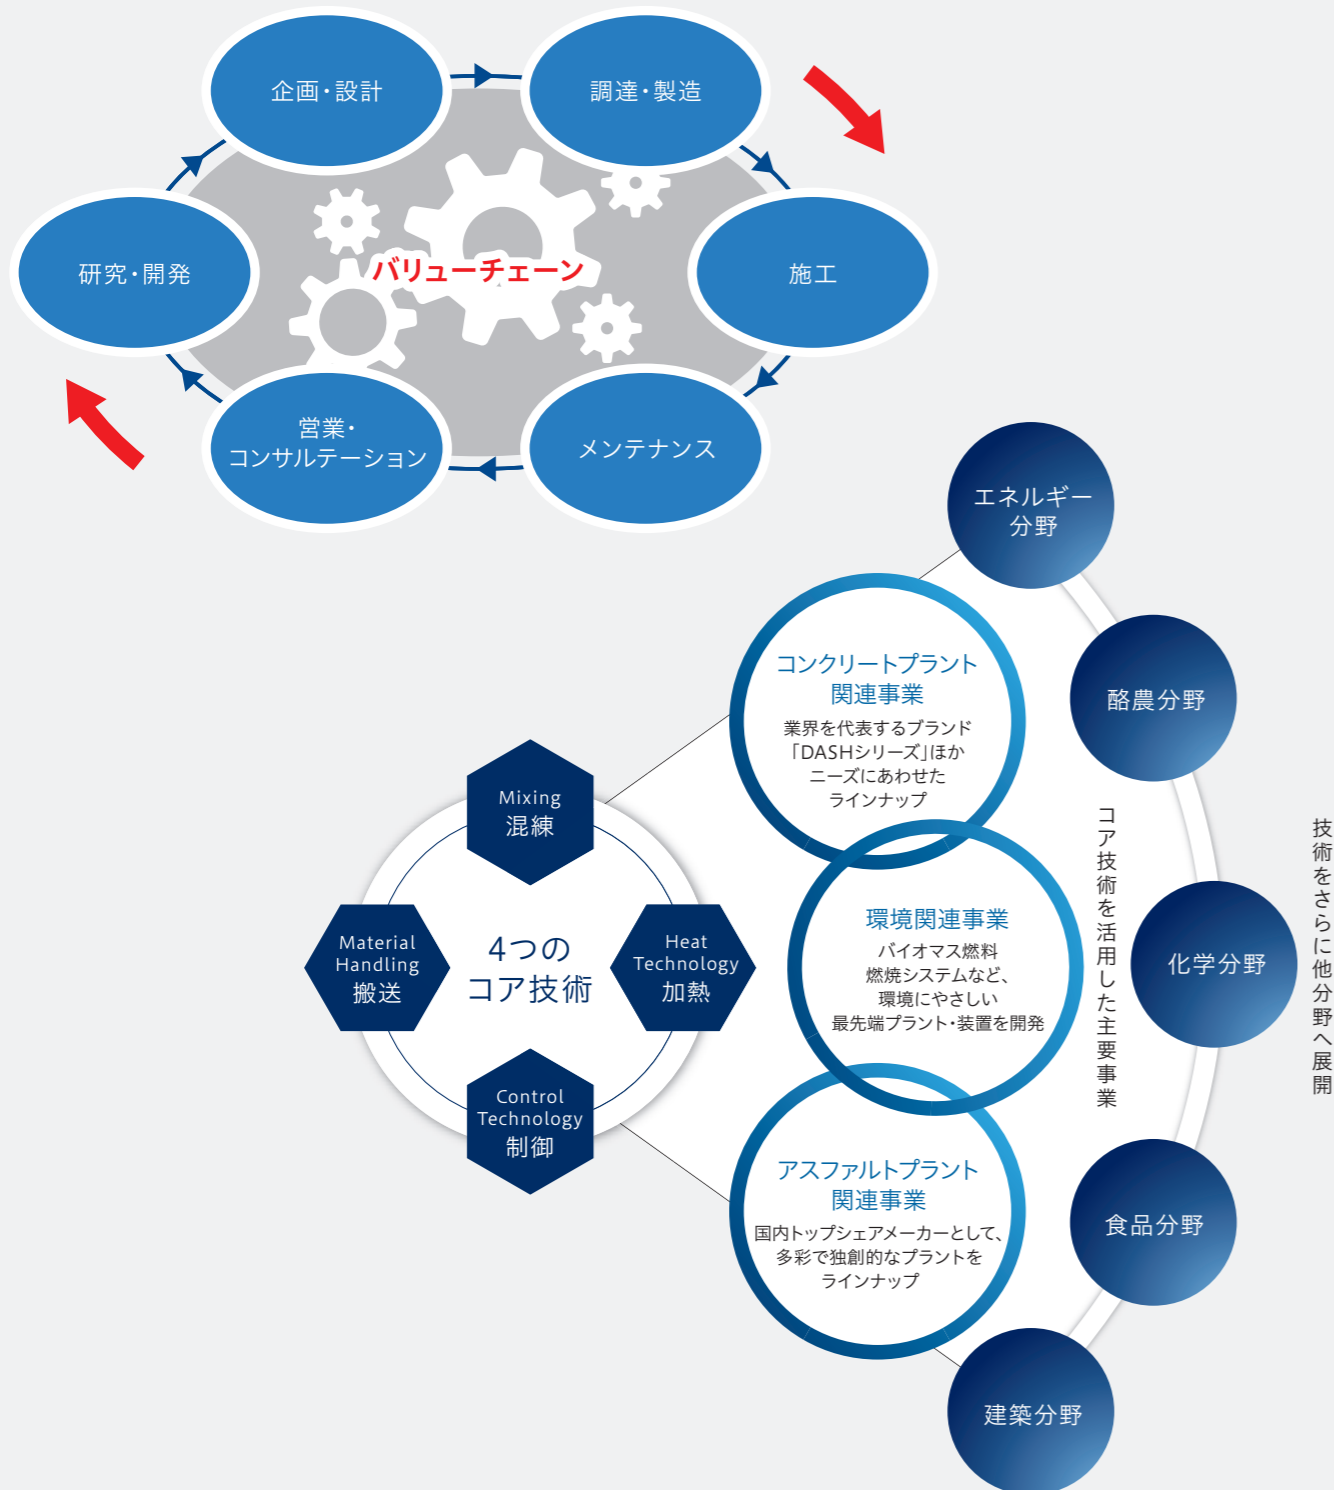 企画・設計
調達・製造
研究・開発
バリューチェーン
施工
営業・
コンサルテーション
メンテナンス
エネルギー
分野
コンクリートプラント
関連事業
業界を代表するブランド
「DASHシリーズ」ほか
ニーズにあわせた
ラインナップ
酪農分野
Mixing
混練
Material
Handling
搬送
4つの
コア技術
Heat
Technology
加熱
Control
Technology
制御
環境関連事業
バイオマス燃料
燃焼システムなど、
環境にやさしい
最先端プラント・装置を開発
コア技術を活用した主要事業
化学分野
技術をさらに他分野へ展開
アスファルトプラント
関連事業
国内トップシェアメーカーとして、
多彩で独創的なプラントを
ラインナップ
食品分野
建築分野